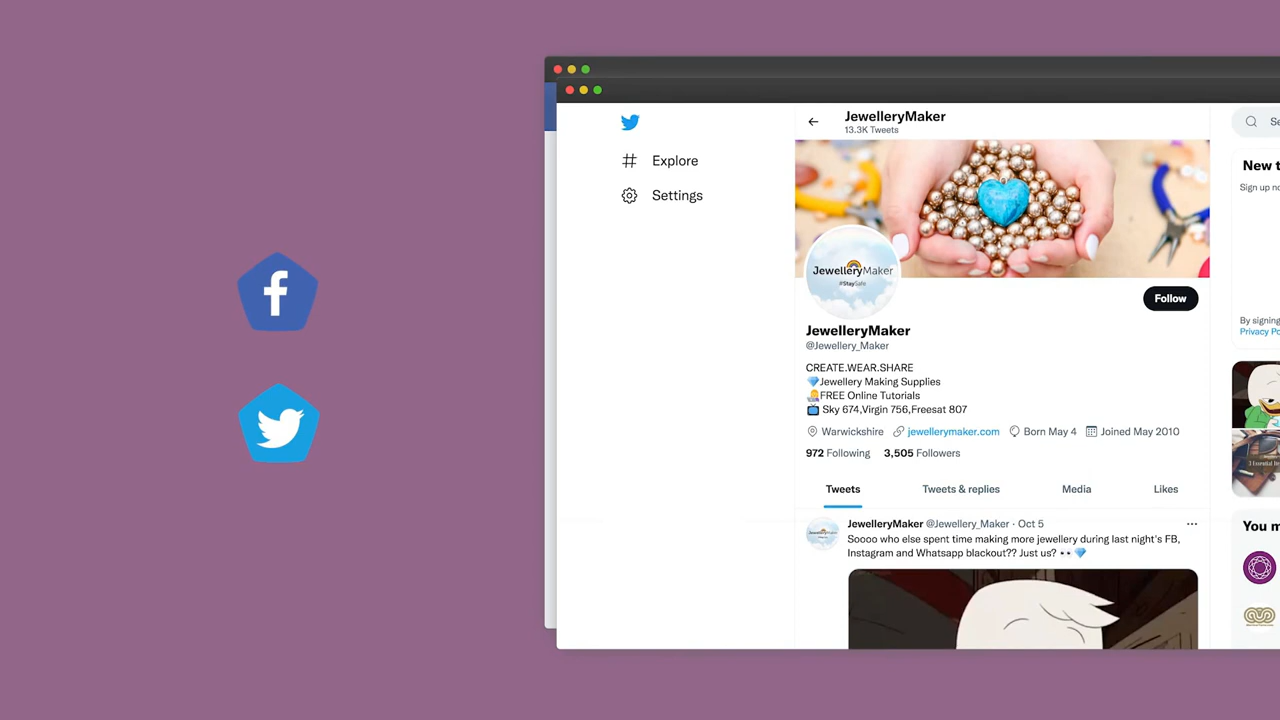 JewelleryMaker
13.3K Tweets
Explore
Settings
JewelleryMaker
#StaySafe
Follow
JewelleryMaker
@Jewellery_Maker
CREATE.WEAR.SHARE
💎Jewellery Making Supplies
FREE Online Tutorials
📺 Sky 674,Virgin 756,Freesat 807
Warwickshire jewellerymaker.com Born May 4 Joined May 2010
972 Following 3,505 Followers
Tweets Tweets & replies Media Likes
JewelleryMaker @Jewellery_Maker · Oct 5
Soooo who else spent time making more jewellery during last night's FB,
Instagram and Whatsapp blackout?? Just us? 👀 💎
Se
New t
Sign up no
By signing
Privacy Po
You m